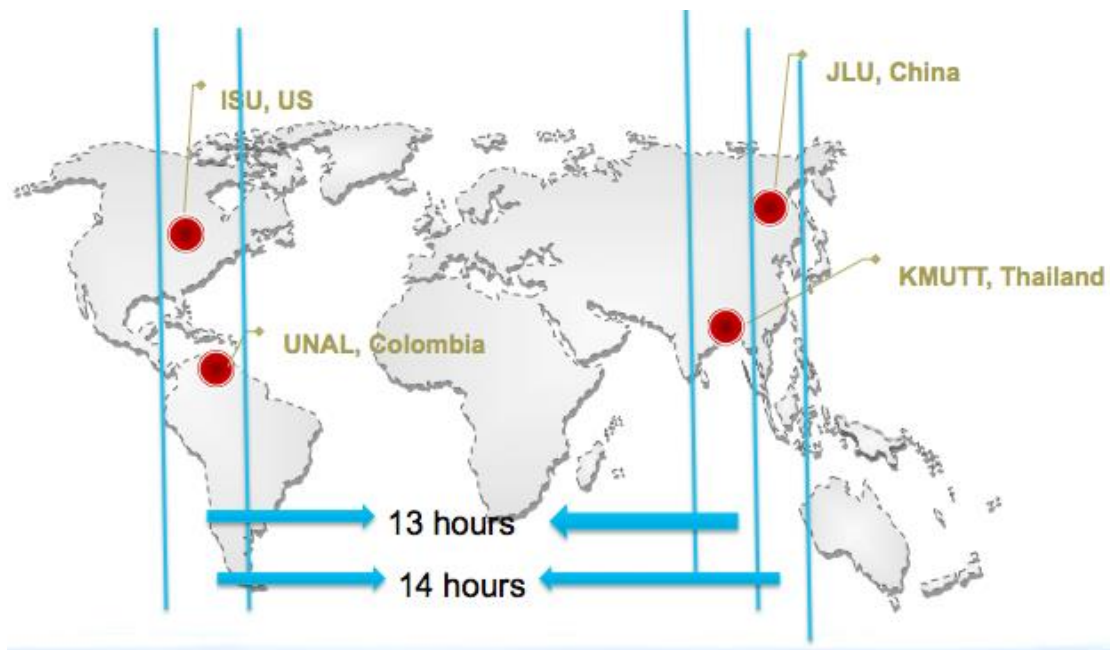 JLU, China
ISU, US
KMUTT, Thailand
UNAL, Colombia
13 hours
14 hours